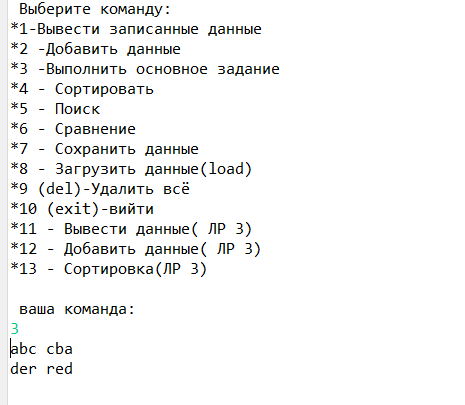 Выберите команду:
*1-Вывести записанные данные
*2 -Добавить данные
*3 -Выполнить основное задание
*4 - Сортировать
*5 - Поиск
*6 - Сравнение
*7 - Сохранить данные
*8 - Загрузить данные(load)
*9 (del)-Удалить всё
*10 (exit)-вийти
*11 - Вывести данные( ЛР 3)
*12 - Добавить данные( ЛР 3)
*13 - Сортировка(ЛР 3)
ваша команда:
3
abc cba
der red